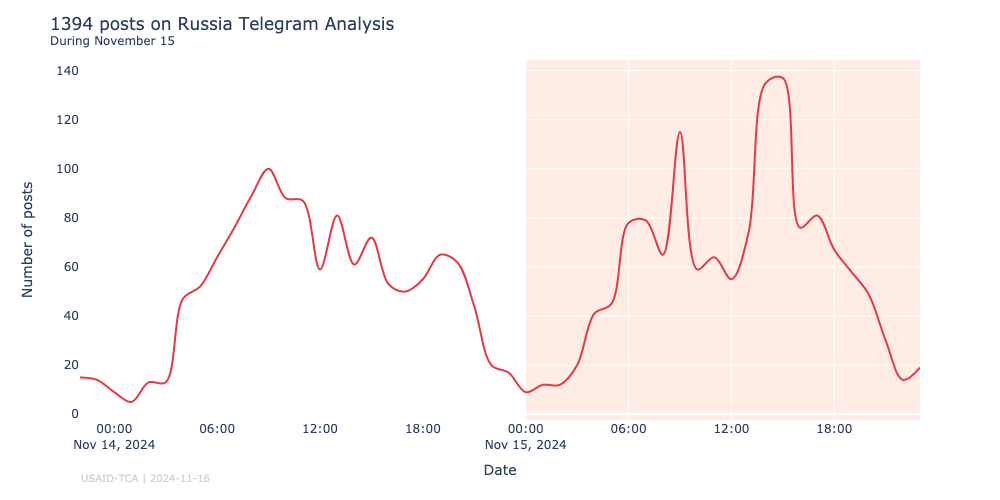 1394 posts on Russia Telegram Analysis
During November 15
140
120
100
80
60
40
20
0
Number of posts
00:00 06:00 12:00 18:00 00:00 06:00 12:00 18:00
Nov 14, 2024 Nov 15, 2024
Date
USAID-TCA | 2024-11-16